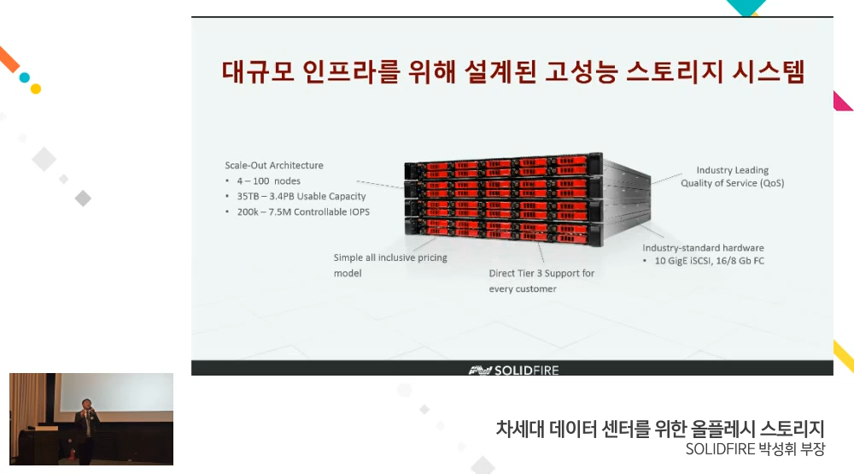 대규모 인프라를 위해 설계된 고성능 스토리지 시스템
Scale-Out Architecture
• 4 – 100 nodes
• 35TB – 3.4PB Usable Capacity
• 200k – 7.5M Controllable IOPS
Industry Leading
Quality of Service (QoS)
Simple all inclusive pricing
model
Direct Tier 3 Support for
every customer
Industry-standard hardware
• 10 GigE iSCSI, 16/8 Gb FC
SOLIDFIRE
차세대 데이터 센터를 위한 올플레시 스토리지
SOLIDFIRE 박성휘 부장